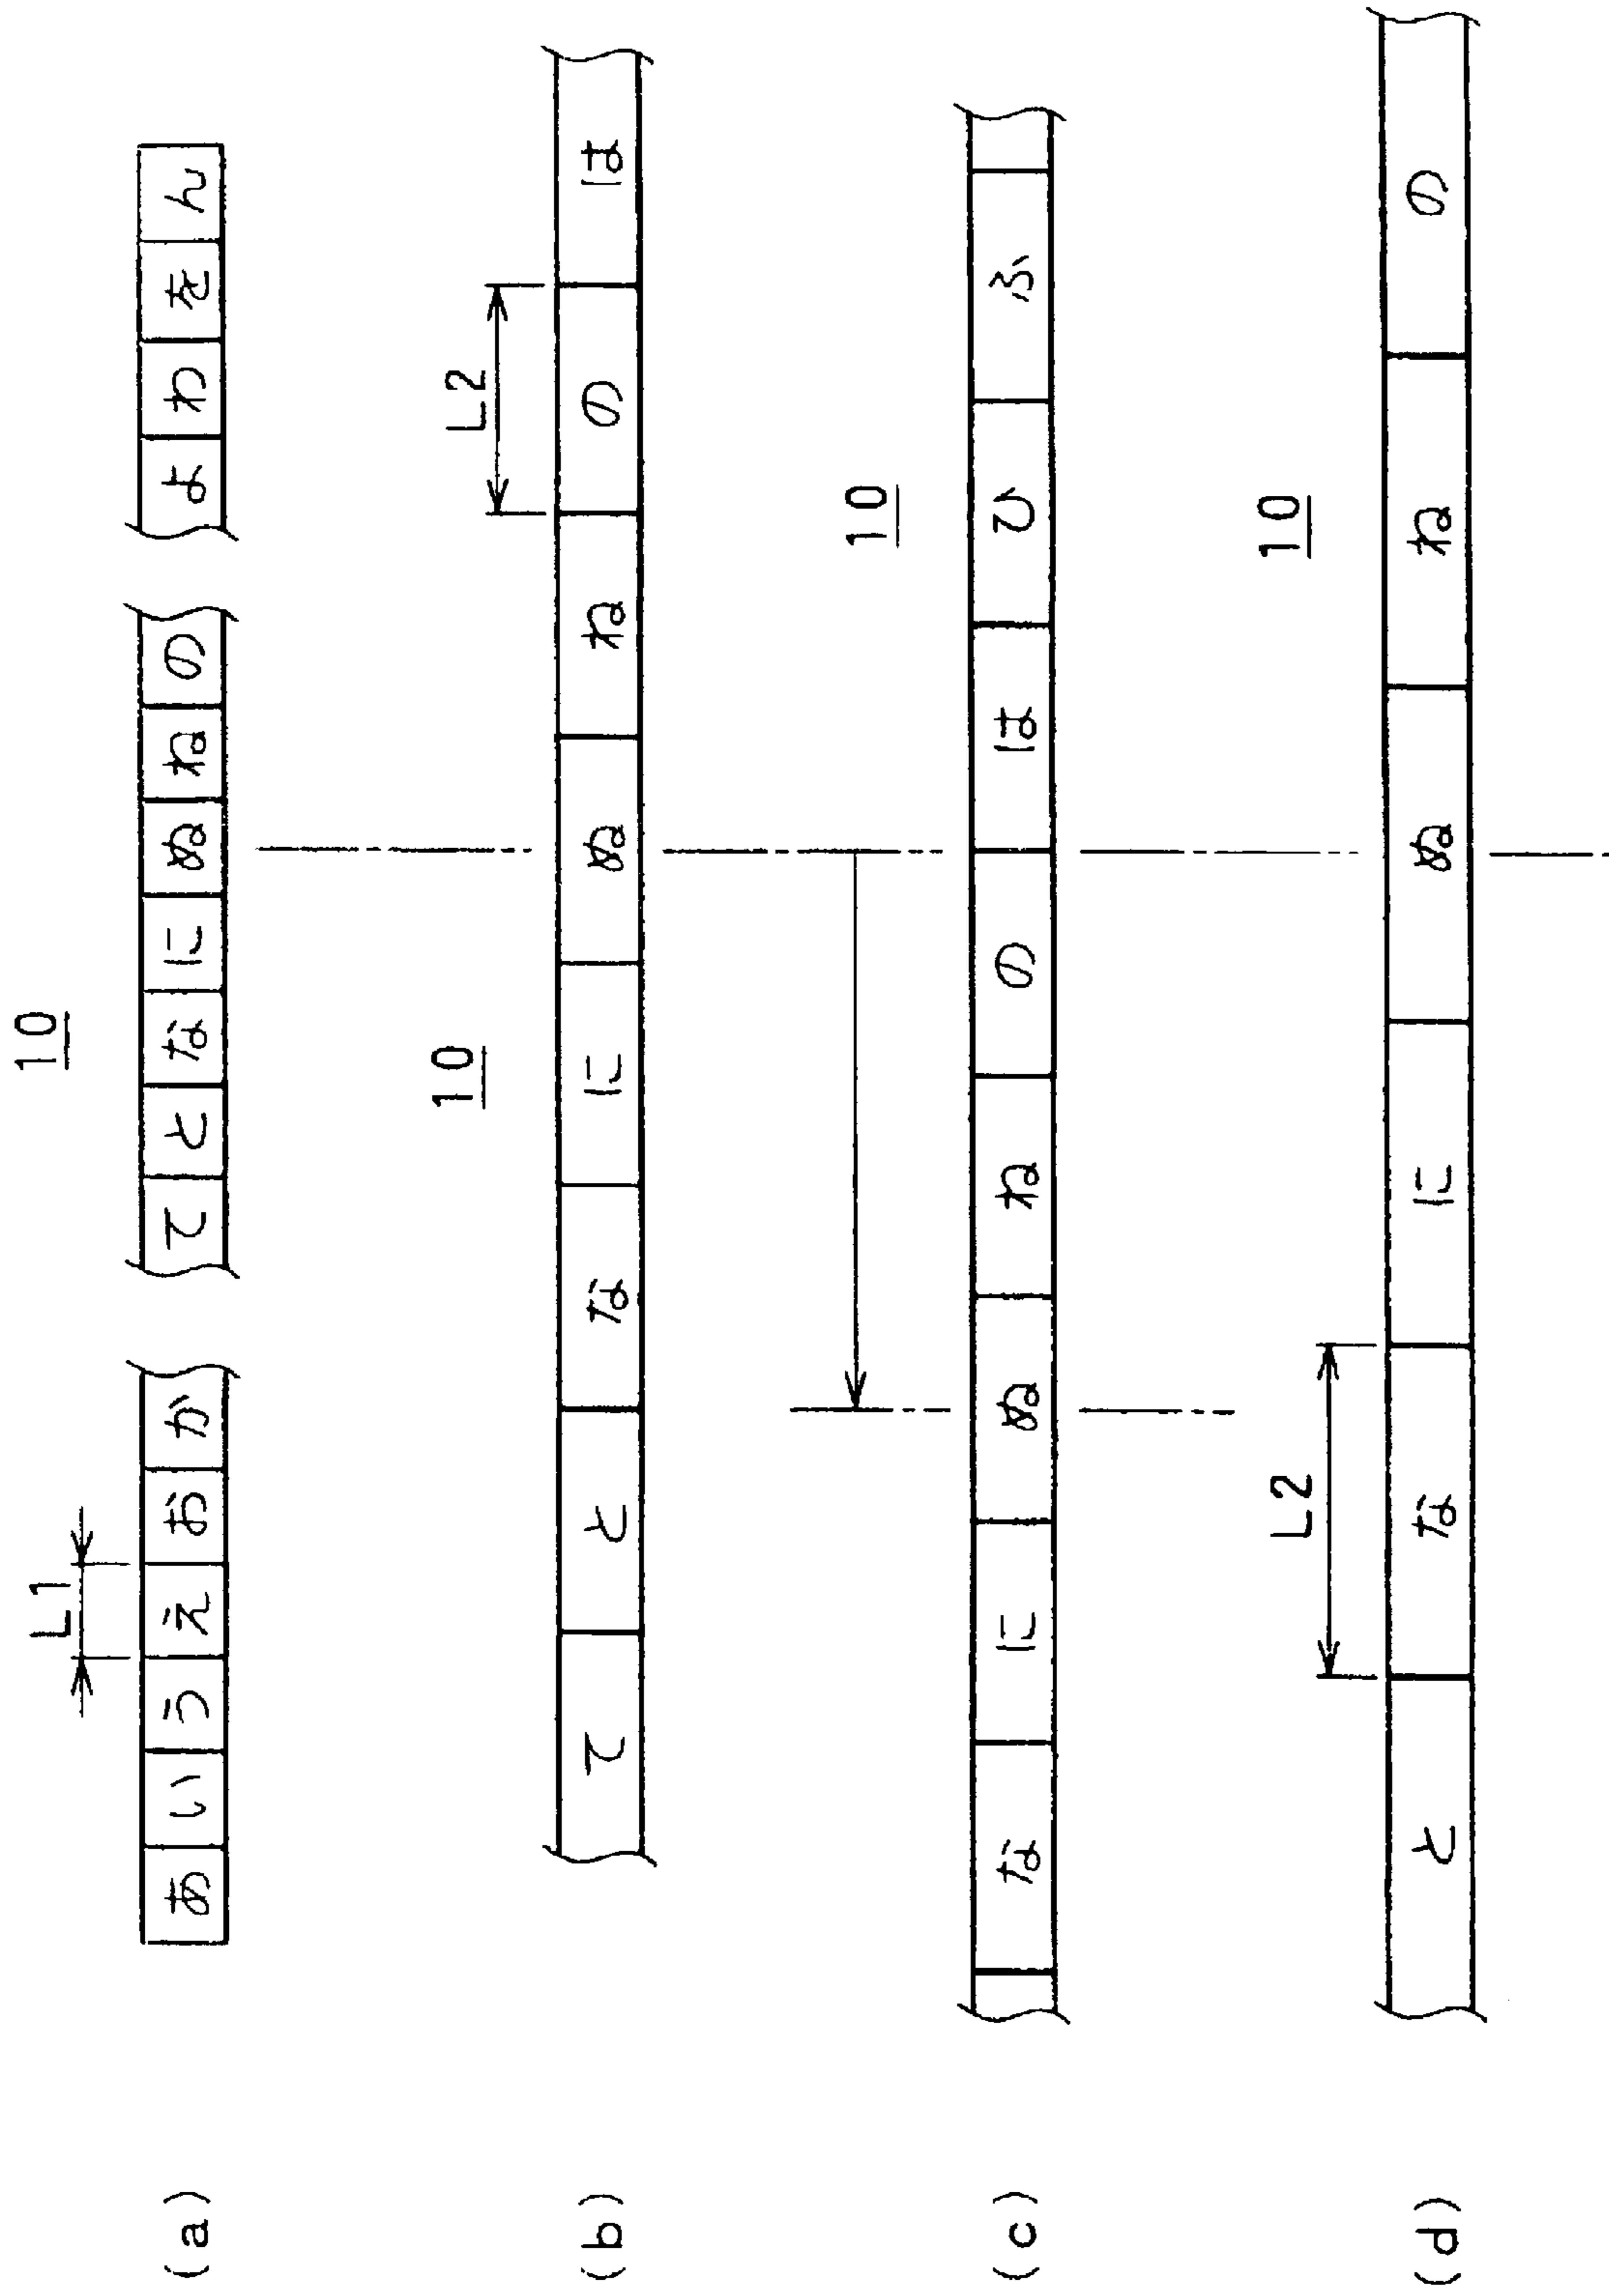 10
L1
(a) あ い う え お か て と な に ぬ ね の よ わ を ん
10
L2
(b) て と な に ぬ ね の は
10
(c) な に ぬ ね の は ひ ふ
10
L2
(d) と な に ぬ ね の